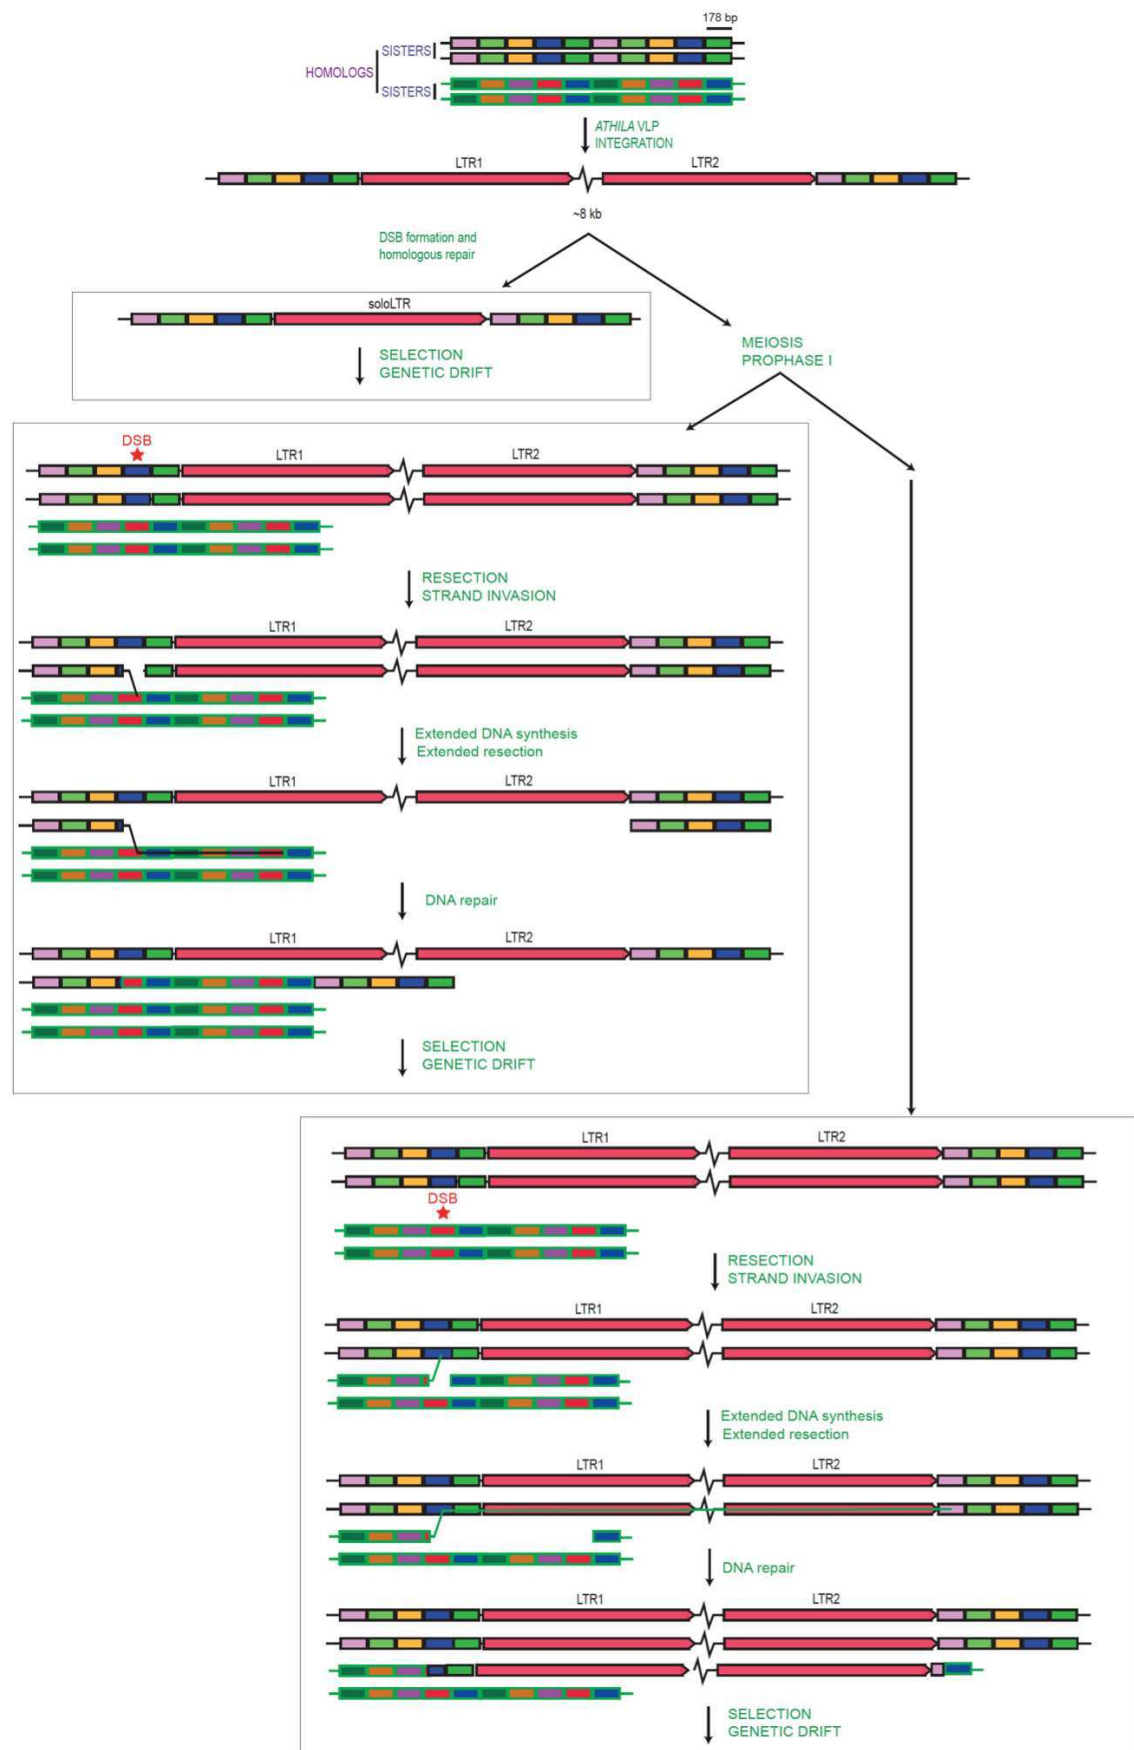 178 bp
SISTERS
HOMOLOGS
SISTERS
ATHILA VLP
INTEGRATION
LTR1 LTR2
~8 kb
DSB formation and
homologous repair
soloLTR
SELECTION
GENETIC DRIFT
MEIOSIS
PROPHASE I
DSB
LTR1 LTR2
RESECTION
STRAND INVASION
LTR1 LTR2
Extended DNA synthesis
Extended resection
LTR1 LTR2
DNA repair
LTR1 LTR2
SELECTION
GENETIC DRIFT
LTR1 LTR2
DSB
RESECTION
STRAND INVASION
LTR1 LTR2
Extended DNA synthesis
Extended resection
LTR1 LTR2
DNA repair
LTR1 LTR2
SELECTION
GENETIC DRIFT